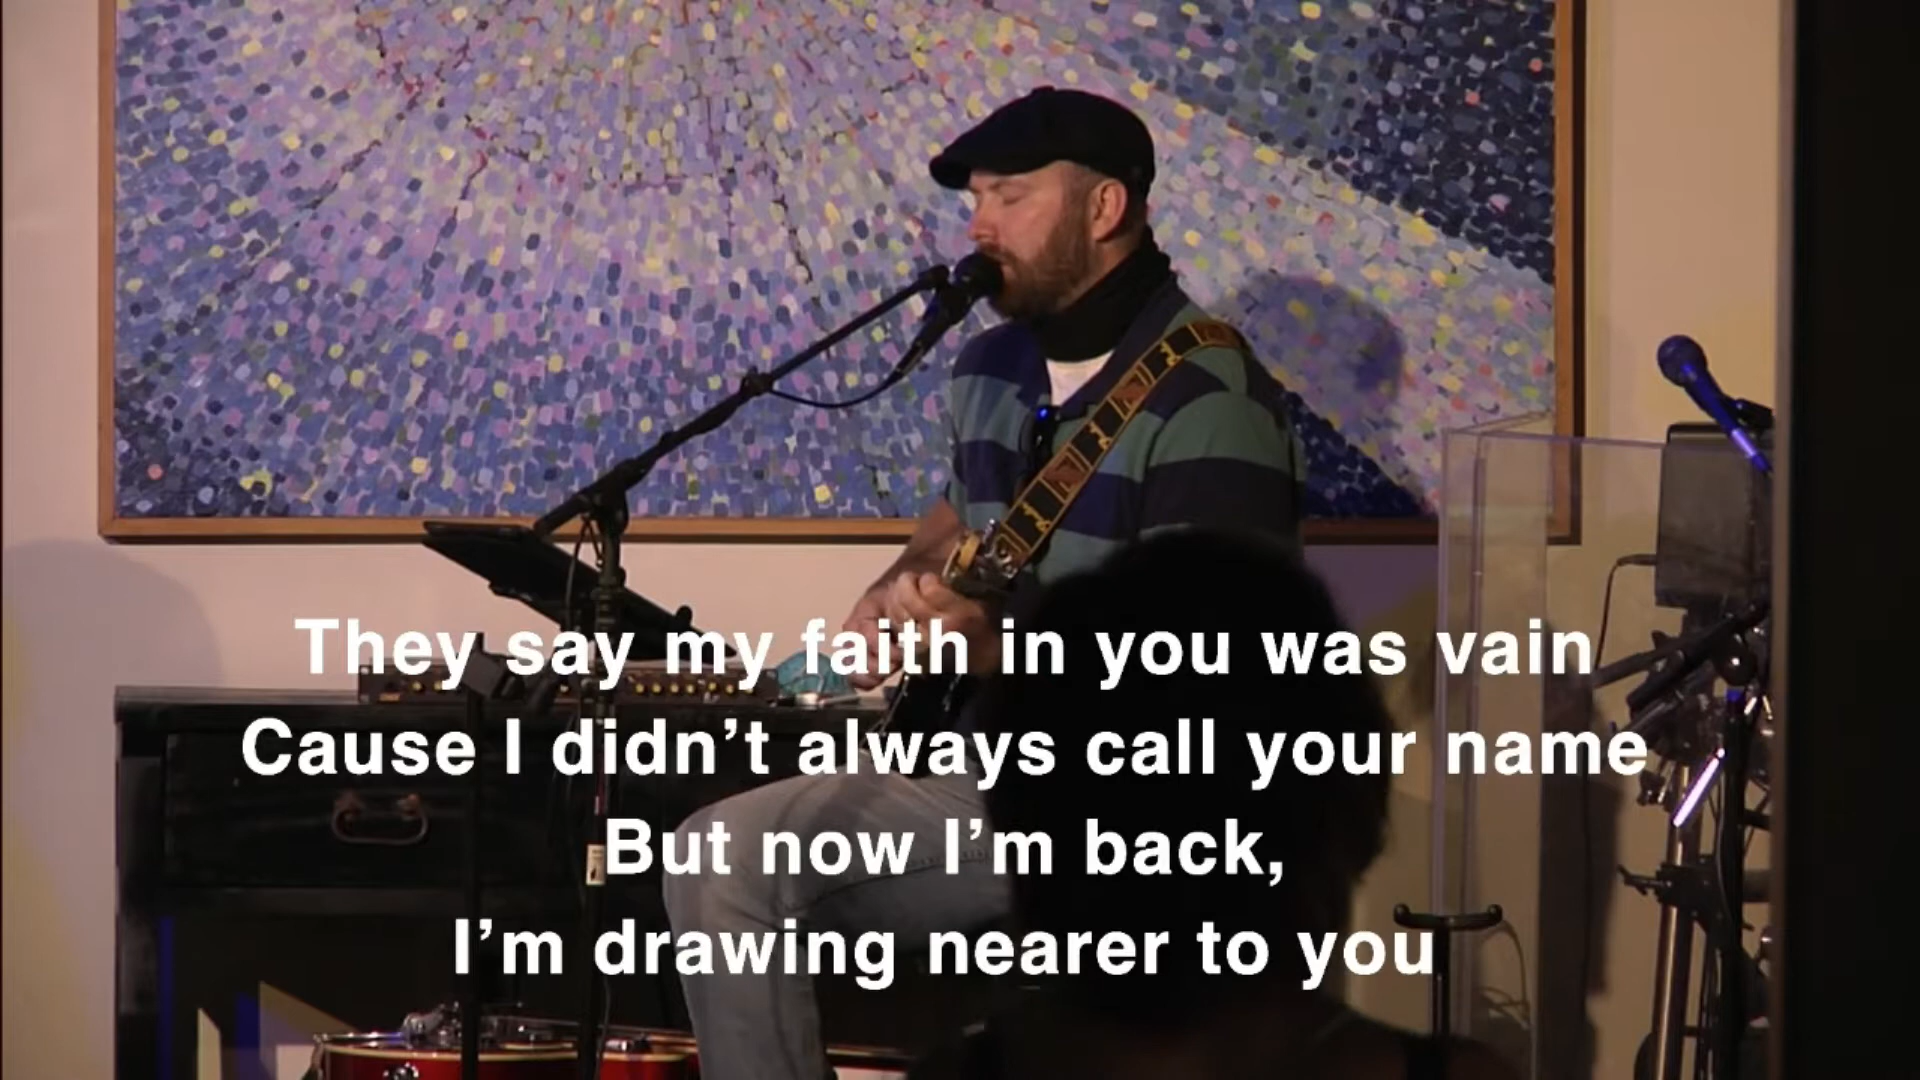 They say my faith in you was vain
Cause I didn't always call your name
But now I'm back,
I'm drawing nearer to you